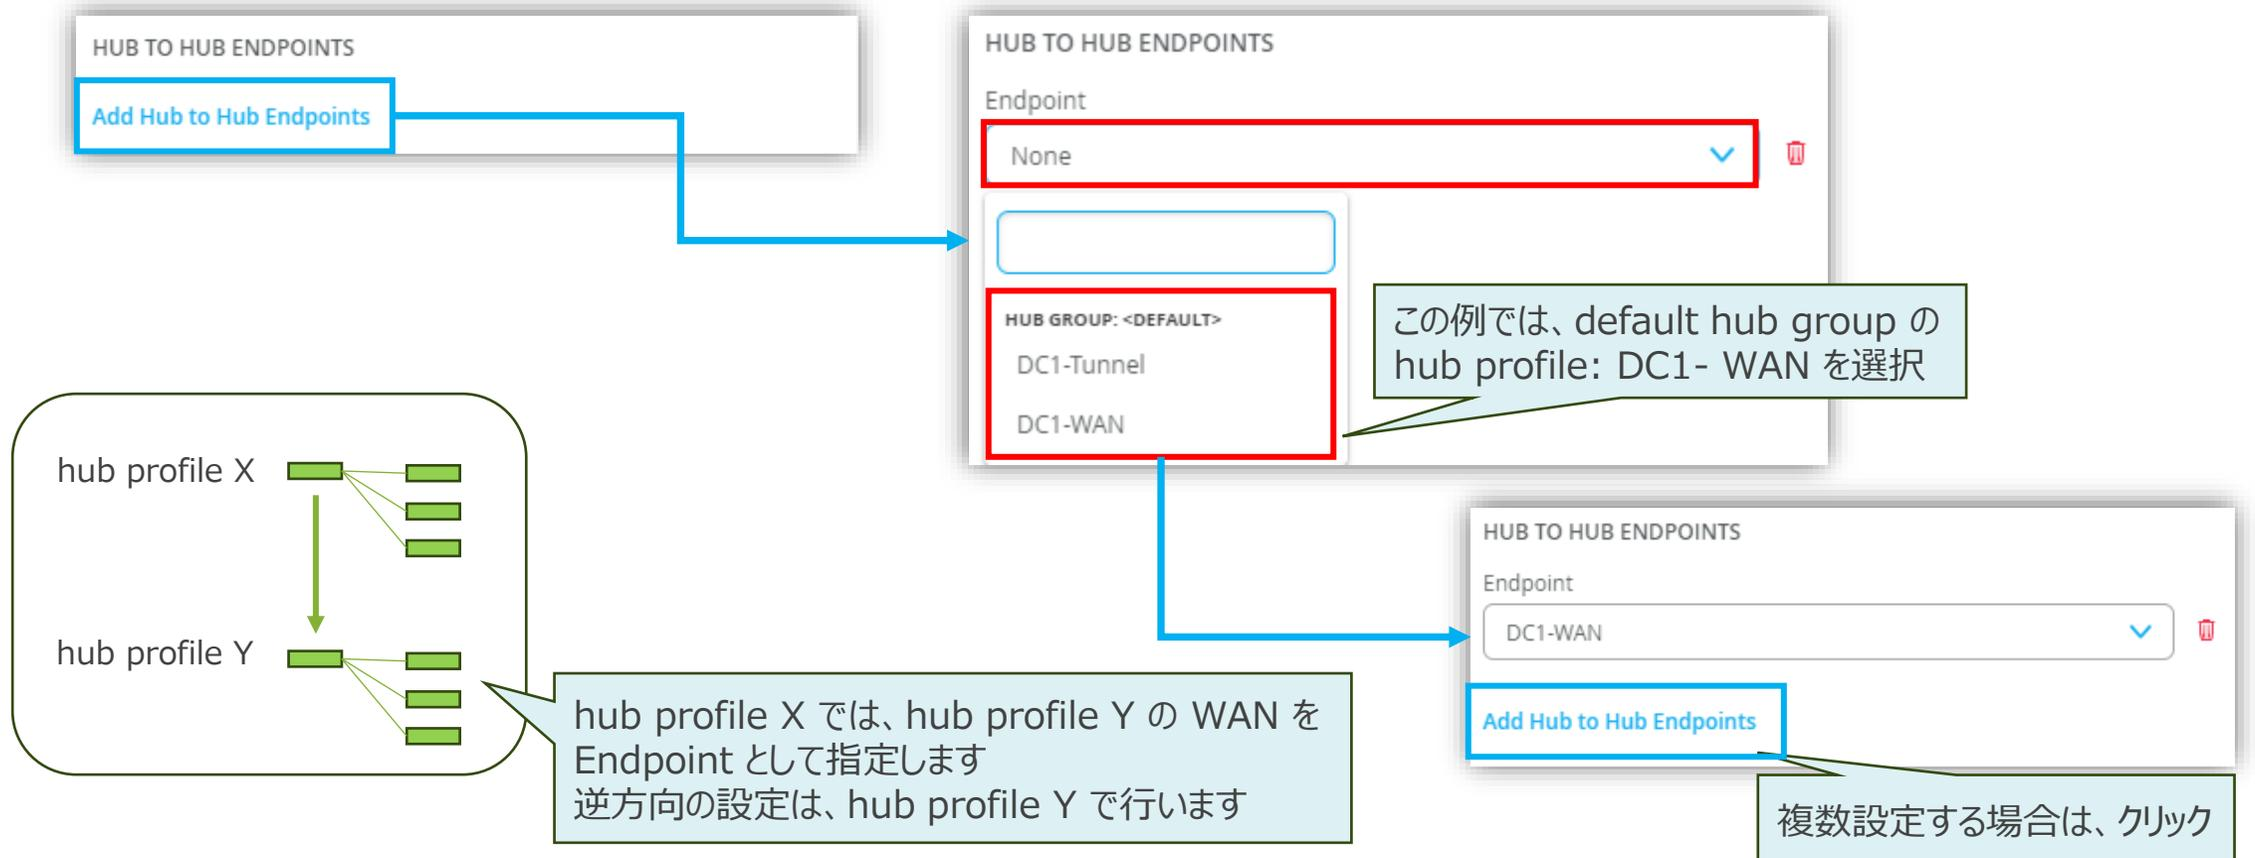 HUB TO HUB ENDPOINTS
Add Hub to Hub Endpoints
HUB TO HUB ENDPOINTS
Endpoint
None
HUB GROUP: <DEFAULT>
DC1-Tunnel
DC1-WAN
この例では、default hub group の
hub profile: DC1- WAN を選択
hub profile X
hub profile Y
hub profile X では、hub profile Y の WAN を
Endpoint として指定します
逆方向の設定は、hub profile Y で行います
HUB TO HUB ENDPOINTS
Endpoint
DC1-WAN
Add Hub to Hub Endpoints
複数設定する場合は、クリック